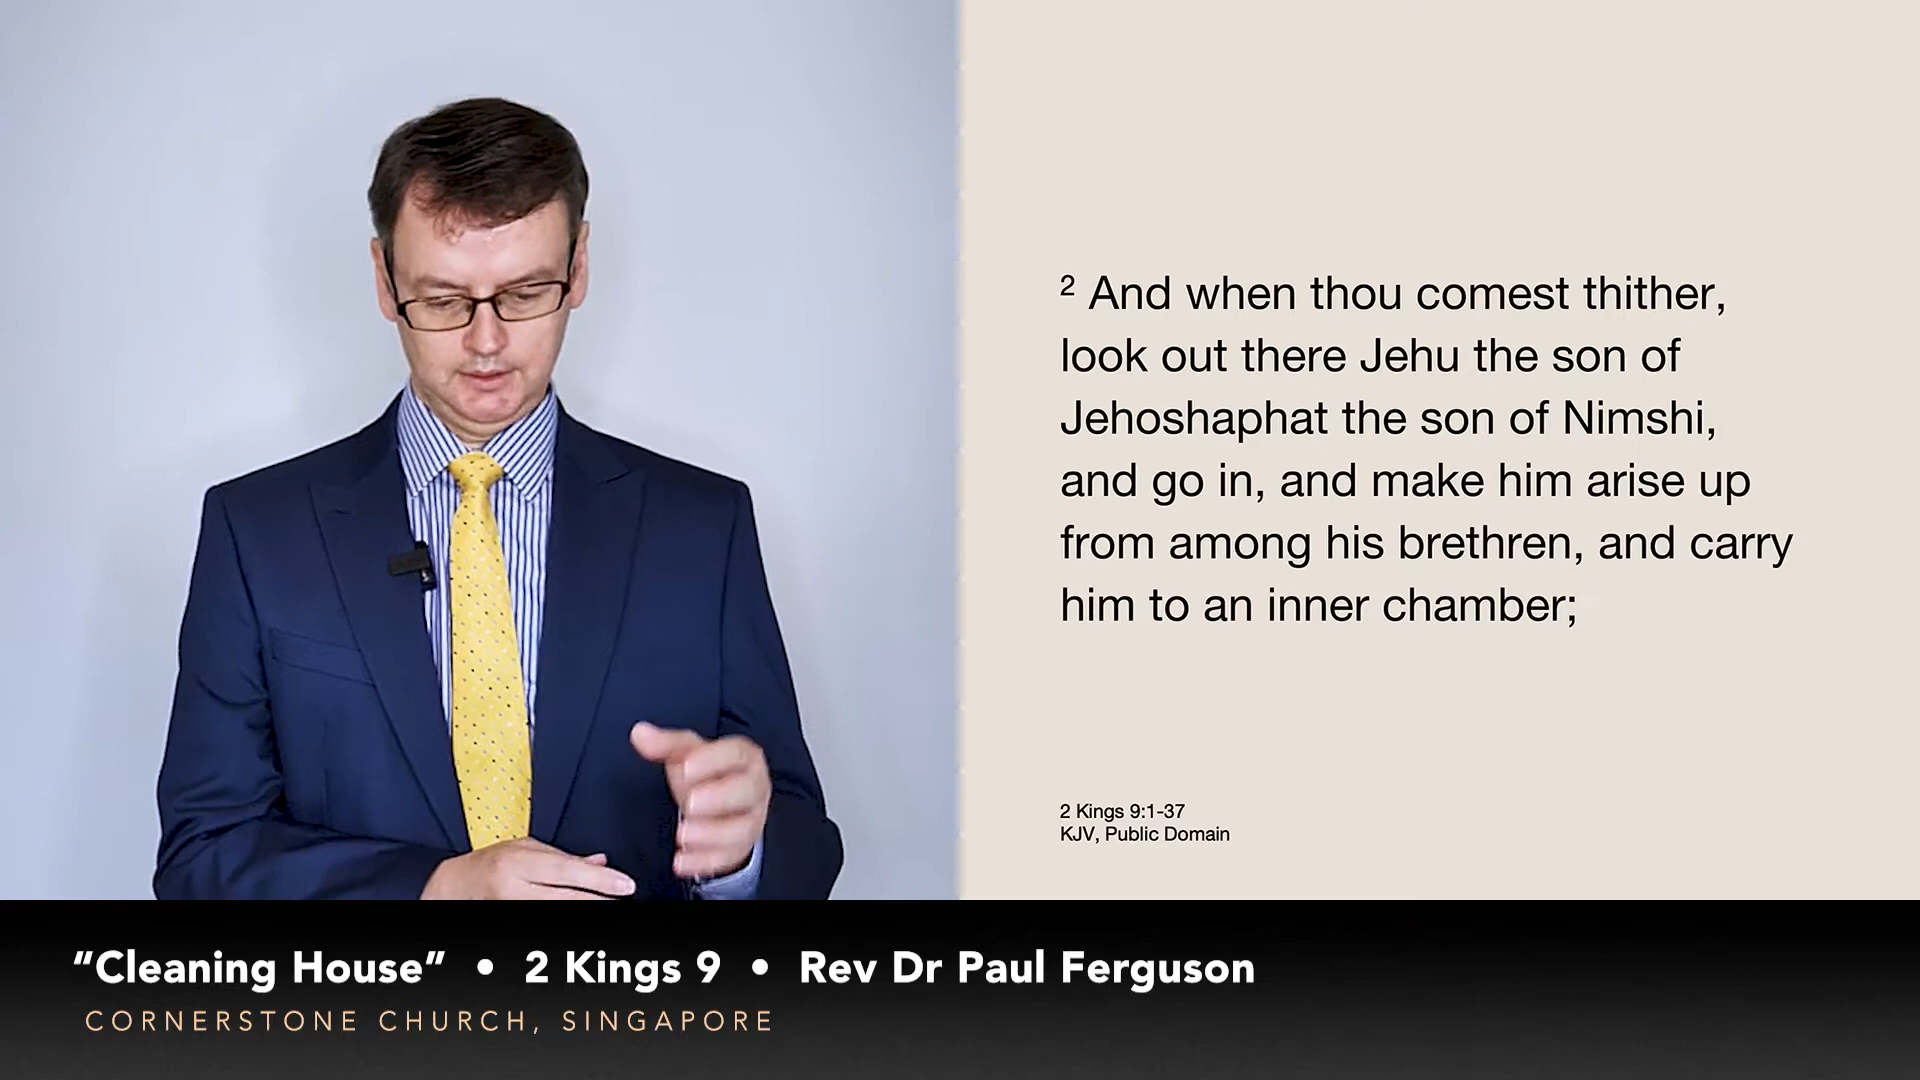 ² And when thou comest thither,
look out there Jehu the son of
Jehoshaphat the son of Nimshi,
and go in, and make him arise up
from among his brethren, and carry
him to an inner chamber;
2 Kings 9:1-37
KJV, Public Domain
“Cleaning House” • 2 Kings 9 • Rev Dr Paul Ferguson
CORNERSTONE CHURCH, SINGAPORE